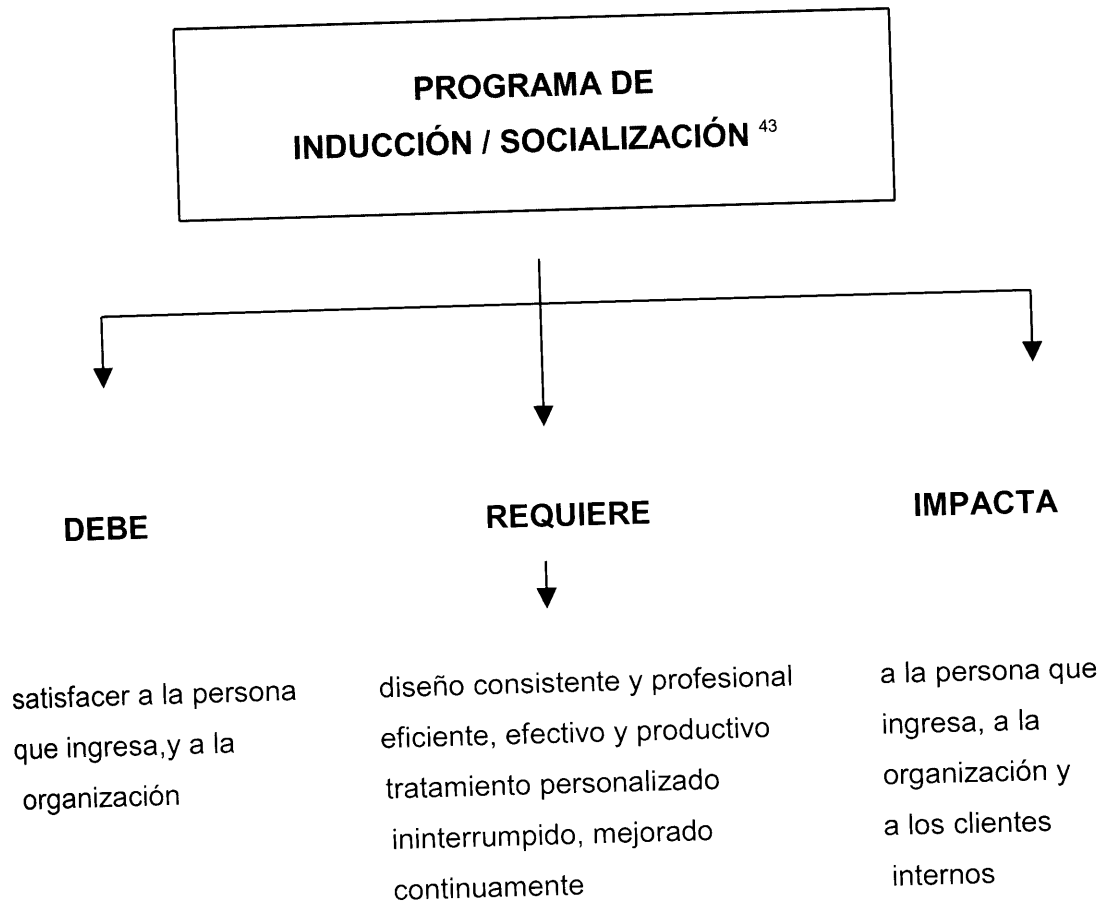 PROGRAMA DE
INDUCCIÓN / SOCIALIZACIÓN 43
DEBE
REQUIERE
IMPACTA
satisfacer a la persona
que ingresa,y a la
organización
diseño consistente y profesional
eficiente, efectivo y productivo
tratamiento personalizado
ininterrumpido, mejorado
continuamente
a la persona que
ingresa, a la
organización y
a los clientes
internos